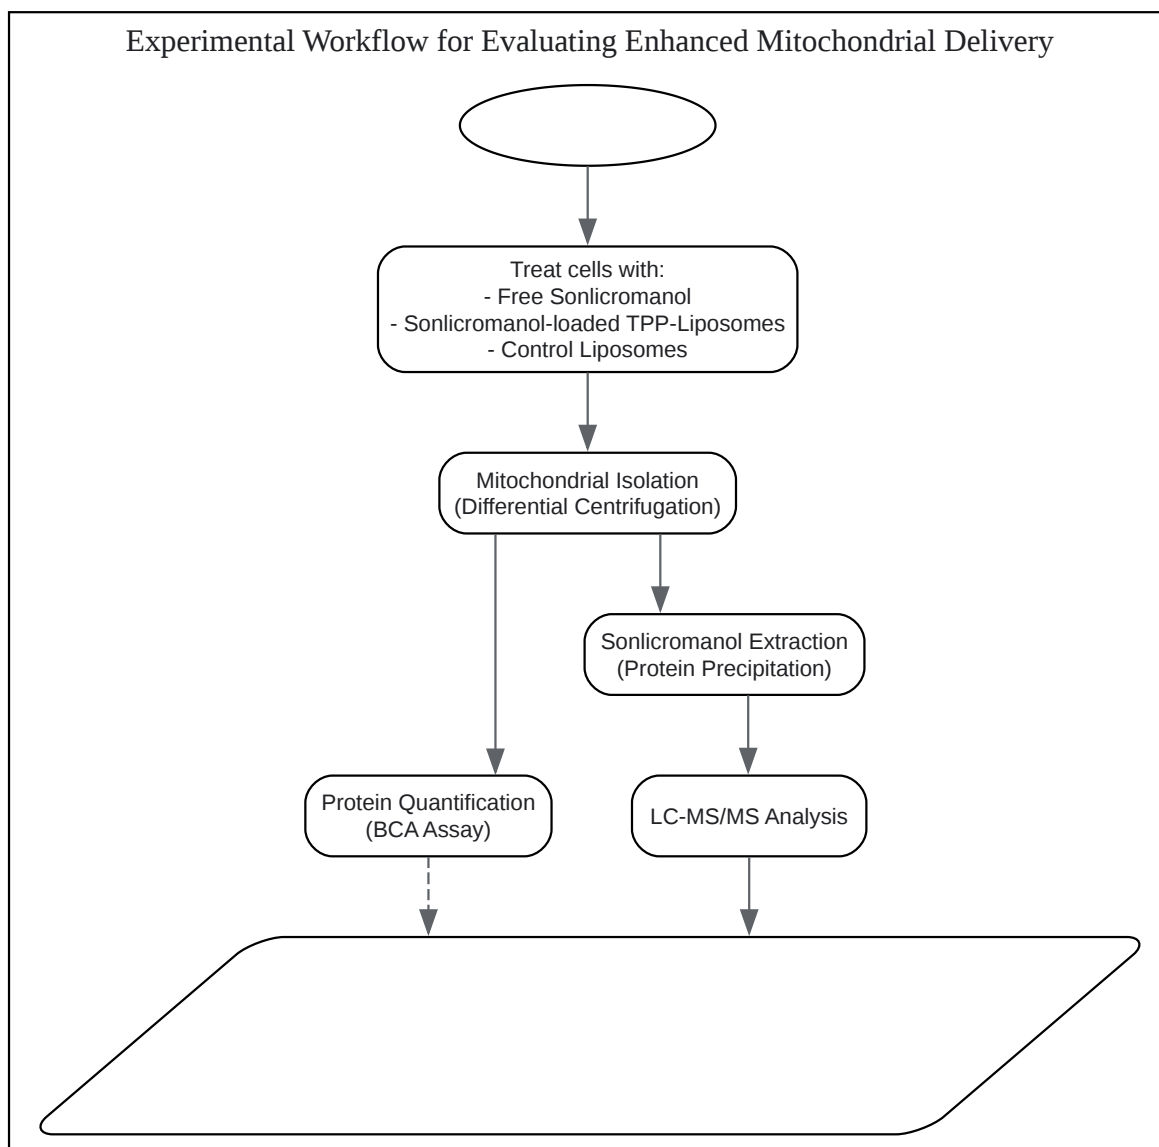 Experimental Workflow for Evaluating Enhanced Mitochondrial Delivery
Treat cells with:
- Free Sonlicromanol
- Sonlicromanol-loaded TPP-Liposomes
- Control Liposomes
Mitochondrial Isolation
(Differential Centrifugation)
Sonlicromanol Extraction
(Protein Precipitation)
Protein Quantification
(BCA Assay)
LC-MS/MS Analysis